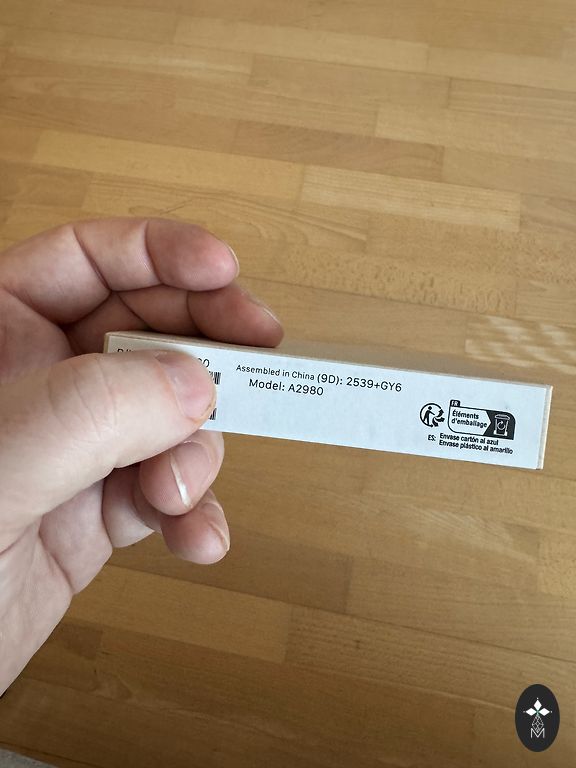 Assembled in China (9D): 2539+GY6
Model: A2980
FR
Éléments
d'emballage
ES: Envase cartón al azul
Envase plástico al amarillo
M